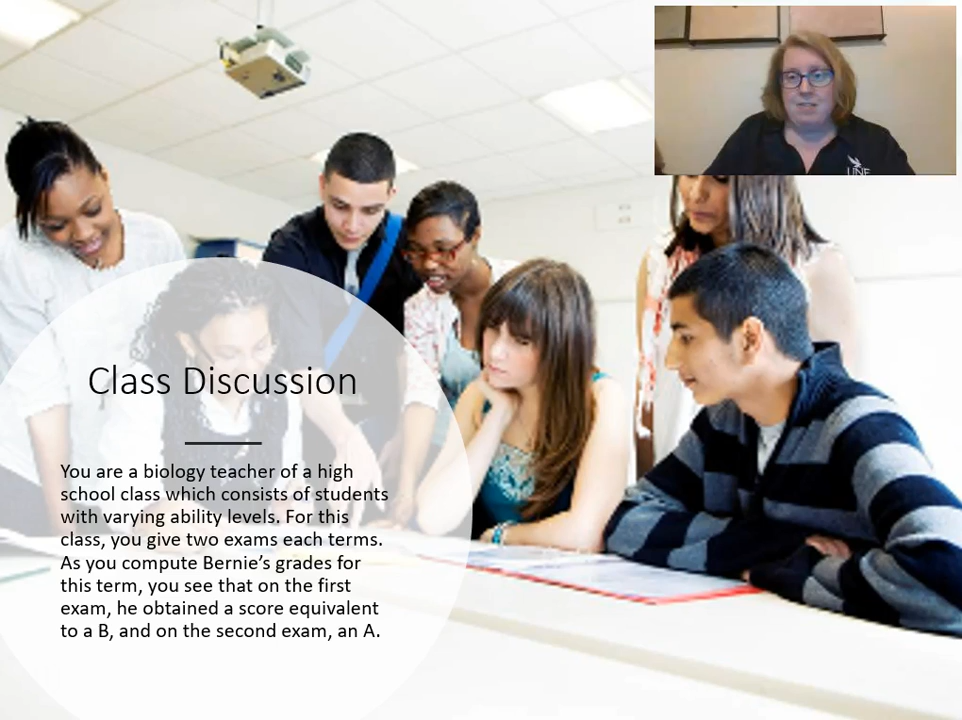 UNE
Class Discussion
You are a biology teacher of a high
school class which consists of students
with varying ability levels. For this
class, you give two exams each terms.
As you compute Bernie’s grades for
this term, you see that on the first
exam, he obtained a score equivalent
to a B, and on the second exam, an A.